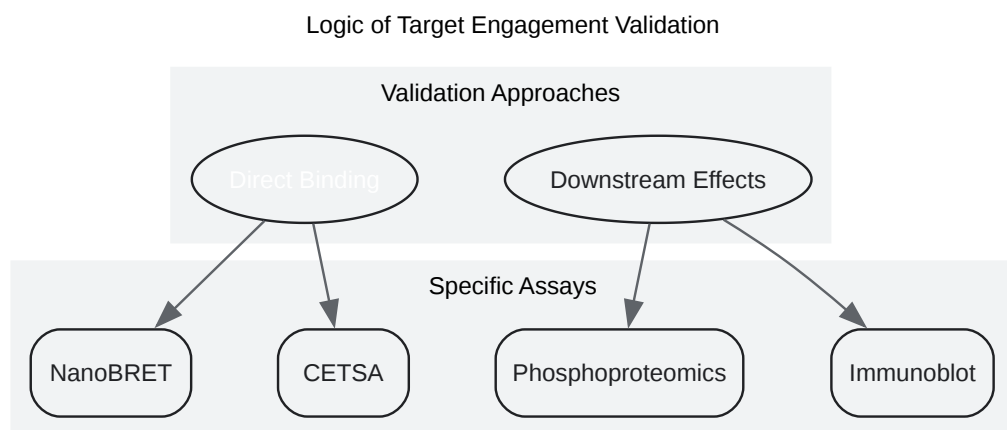 Logic of Target Engagement Validation
Validation Approaches
Direct Binding
Downstream Effects
Specific Assays
NanoBRET
CETSA
Phosphoproteomics
Immunoblot